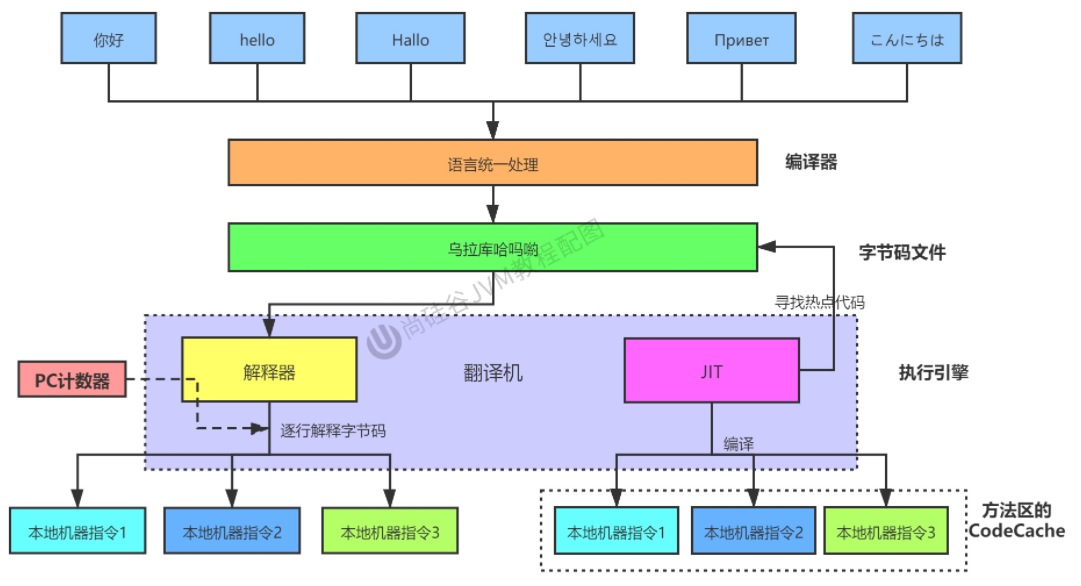 你好
hello
Hallo
안녕하세요
Привет
こんにちは
语言统一处理
编译器
乌拉库哈吗哟
字节码文件
尚硅谷JVM教程配图
寻找热点代码
PC计数器
解释器
翻译机
JIT
执行引擎
逐行解释字节码
编译
本地机器指令1
本地机器指令2
本地机器指令3
本地机器指令1
本地机器指令2
本地机器指令3
方法区的
CodeCache